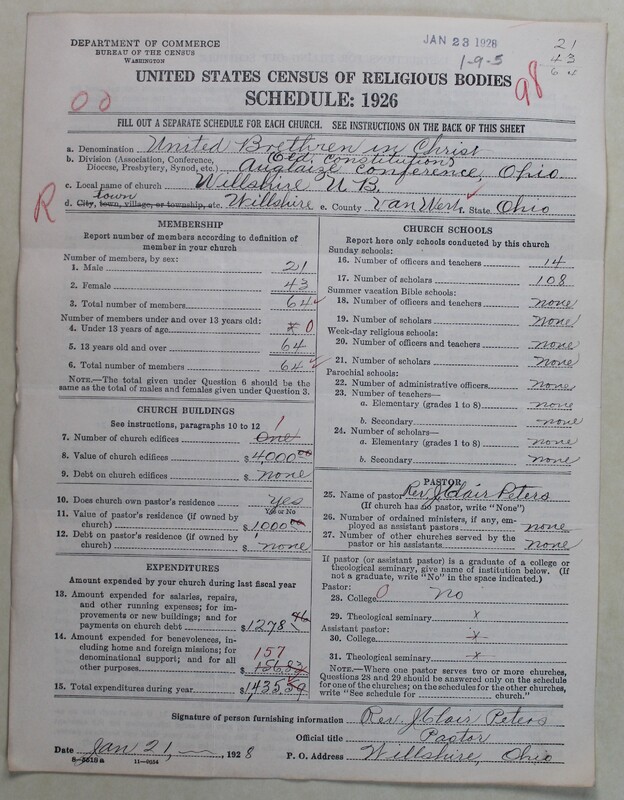 DEPARTMENT OF COMMERCE
BUREAU OF THE CENSUS
WASHINGTON
JAN 23 1928
1-9-5
21
43
64
98
UNITED STATES CENSUS OF RELIGIOUS BODIES
SCHEDULE: 1926
FILL OUT A SEPARATE SCHEDULE FOR EACH CHURCH. SEE INSTRUCTIONS ON THE BACK OF THIS SHEET
a. Denomination United Brethren in Christ
(Old Constitution)
b. Division (Association, Conference, Diocese, Presbytery, Synod, etc.) Auglaize Conference, Ohio.
c. Local name of church Willshire U B.
R
town
d. City, town, village, or township, etc. Willshire e. County Van Wert f. State Ohio
MEMBERSHIP
Report number of members according to definition of
member in your church
Number of members, by sex:
1. Male 21
2. Female 43
3. Total number of members 64
Number of members under and over 13 years old:
4. Under 13 years of age 0
5. 13 years old and over 64
6. Total number of members 64
NOTE.—The total given under Question 6 should be the
same as the total of males and females given under Question 3.
CHURCH BUILDINGS
See instructions, paragraphs 10 to 12
7. Number of church edifices One 1
8. Value of church edifices $4,000.00
9. Debt on church edifices $ none
10. Does church own pastor's residence Yes
Yes or No
11. Value of pastor's residence (if owned by
church) $1000.00
12. Debt on pastor's residence (if owned by
church) $ none
EXPENDITURES
Amount expended by your church during last fiscal year
13. Amount expended for salaries, repairs,
and other running expenses; for im-
provements or new buildings; and for
payments on church debt $1278.46
14. Amount expended for benevolences, in-
cluding home and foreign missions; for
denominational support; and for all
other purposes 157 $156.83
15. Total expenditures during year $1435
CHURCH SCHOOLS
Report here only schools conducted by this church
Sunday schools:
16. Number of officers and teachers 14
17. Number of scholars 108
Summer vacation Bible schools:
18. Number of officers and teachers none
19. Number of scholars none
Week-day religious schools:
20. Number of officers and teachers none
21. Number of scholars none
Parochial schools:
22. Number of administrative officers none
23. Number of teachers—
a. Elementary (grades 1 to 8) none
b. Secondary none
24. Number of scholars—
a. Elementary (grades 1 to 8) none
b. Secondary none
PASTOR
25. Name of pastor Rev. J Clair Peters
(If church has no pastor, write "None")
26. Number of ordained ministers, if any, em-
ployed as assistant pastors none
27. Number of other churches served by the
pastor or his assistants none
If pastor (or assistant pastor) is a graduate of a college or
theological seminary, give name of institution below. (If
not a graduate, write "No" in the space indicated.)
Pastor:
28. College 0 No
29. Theological seminary x
Assistant pastor:
30. College x
31. Theological seminary x
NOTE.—Where one pastor serves two or more churches,
Questions 28 and 29 should be answered only on the schedule
for one of the churches; on the schedules for the other churches,
write "See schedule for church."
Signature of person furnishing information Rev. J Clair Peters
Official title Pastor
Date Jan 21, 1928 P. O. Address Willshire, Ohio
8-5518a 11-9034